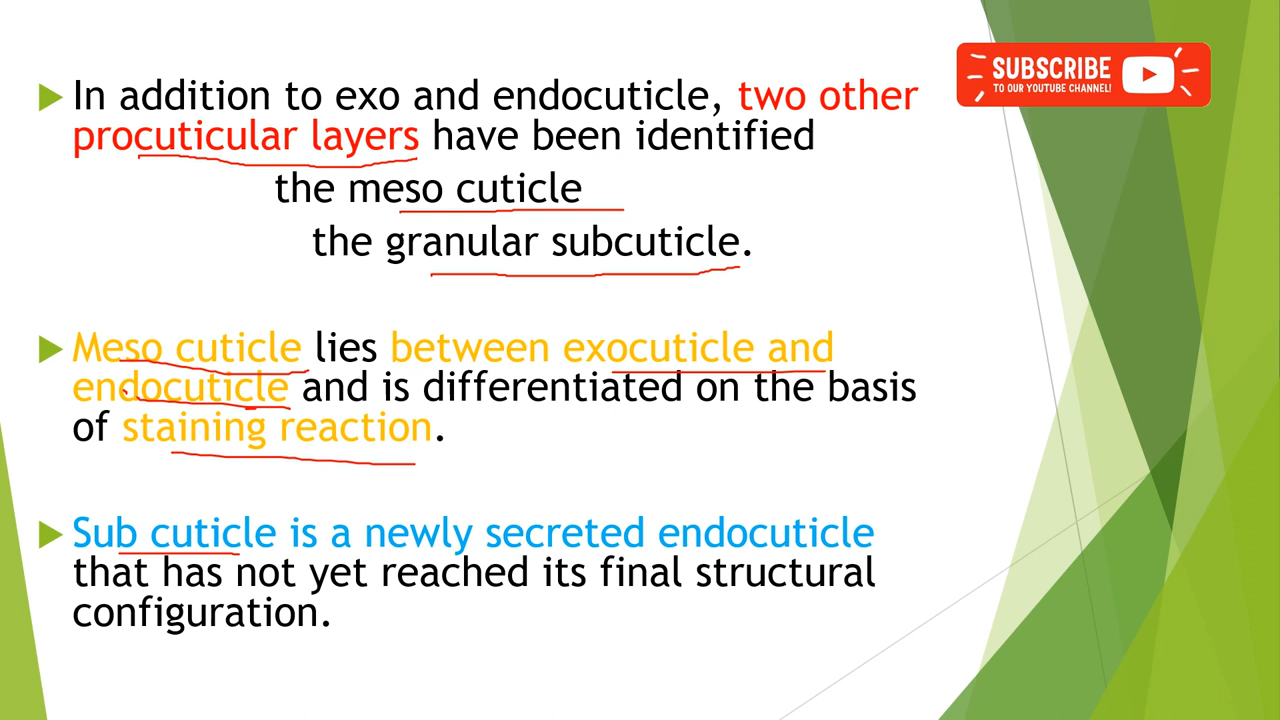 SUBSCRIBE
TO OUR YOUTUBE CHANNEL!
In addition to exo and endocuticle, two other
procuticular layers have been identified
the meso cuticle
the granular subcuticle.
Meso cuticle lies between exocuticle and
endocuticle and is differentiated on the basis
of staining reaction.
Sub cuticle is a newly secreted endocuticle
that has not yet reached its final structural
configuration.